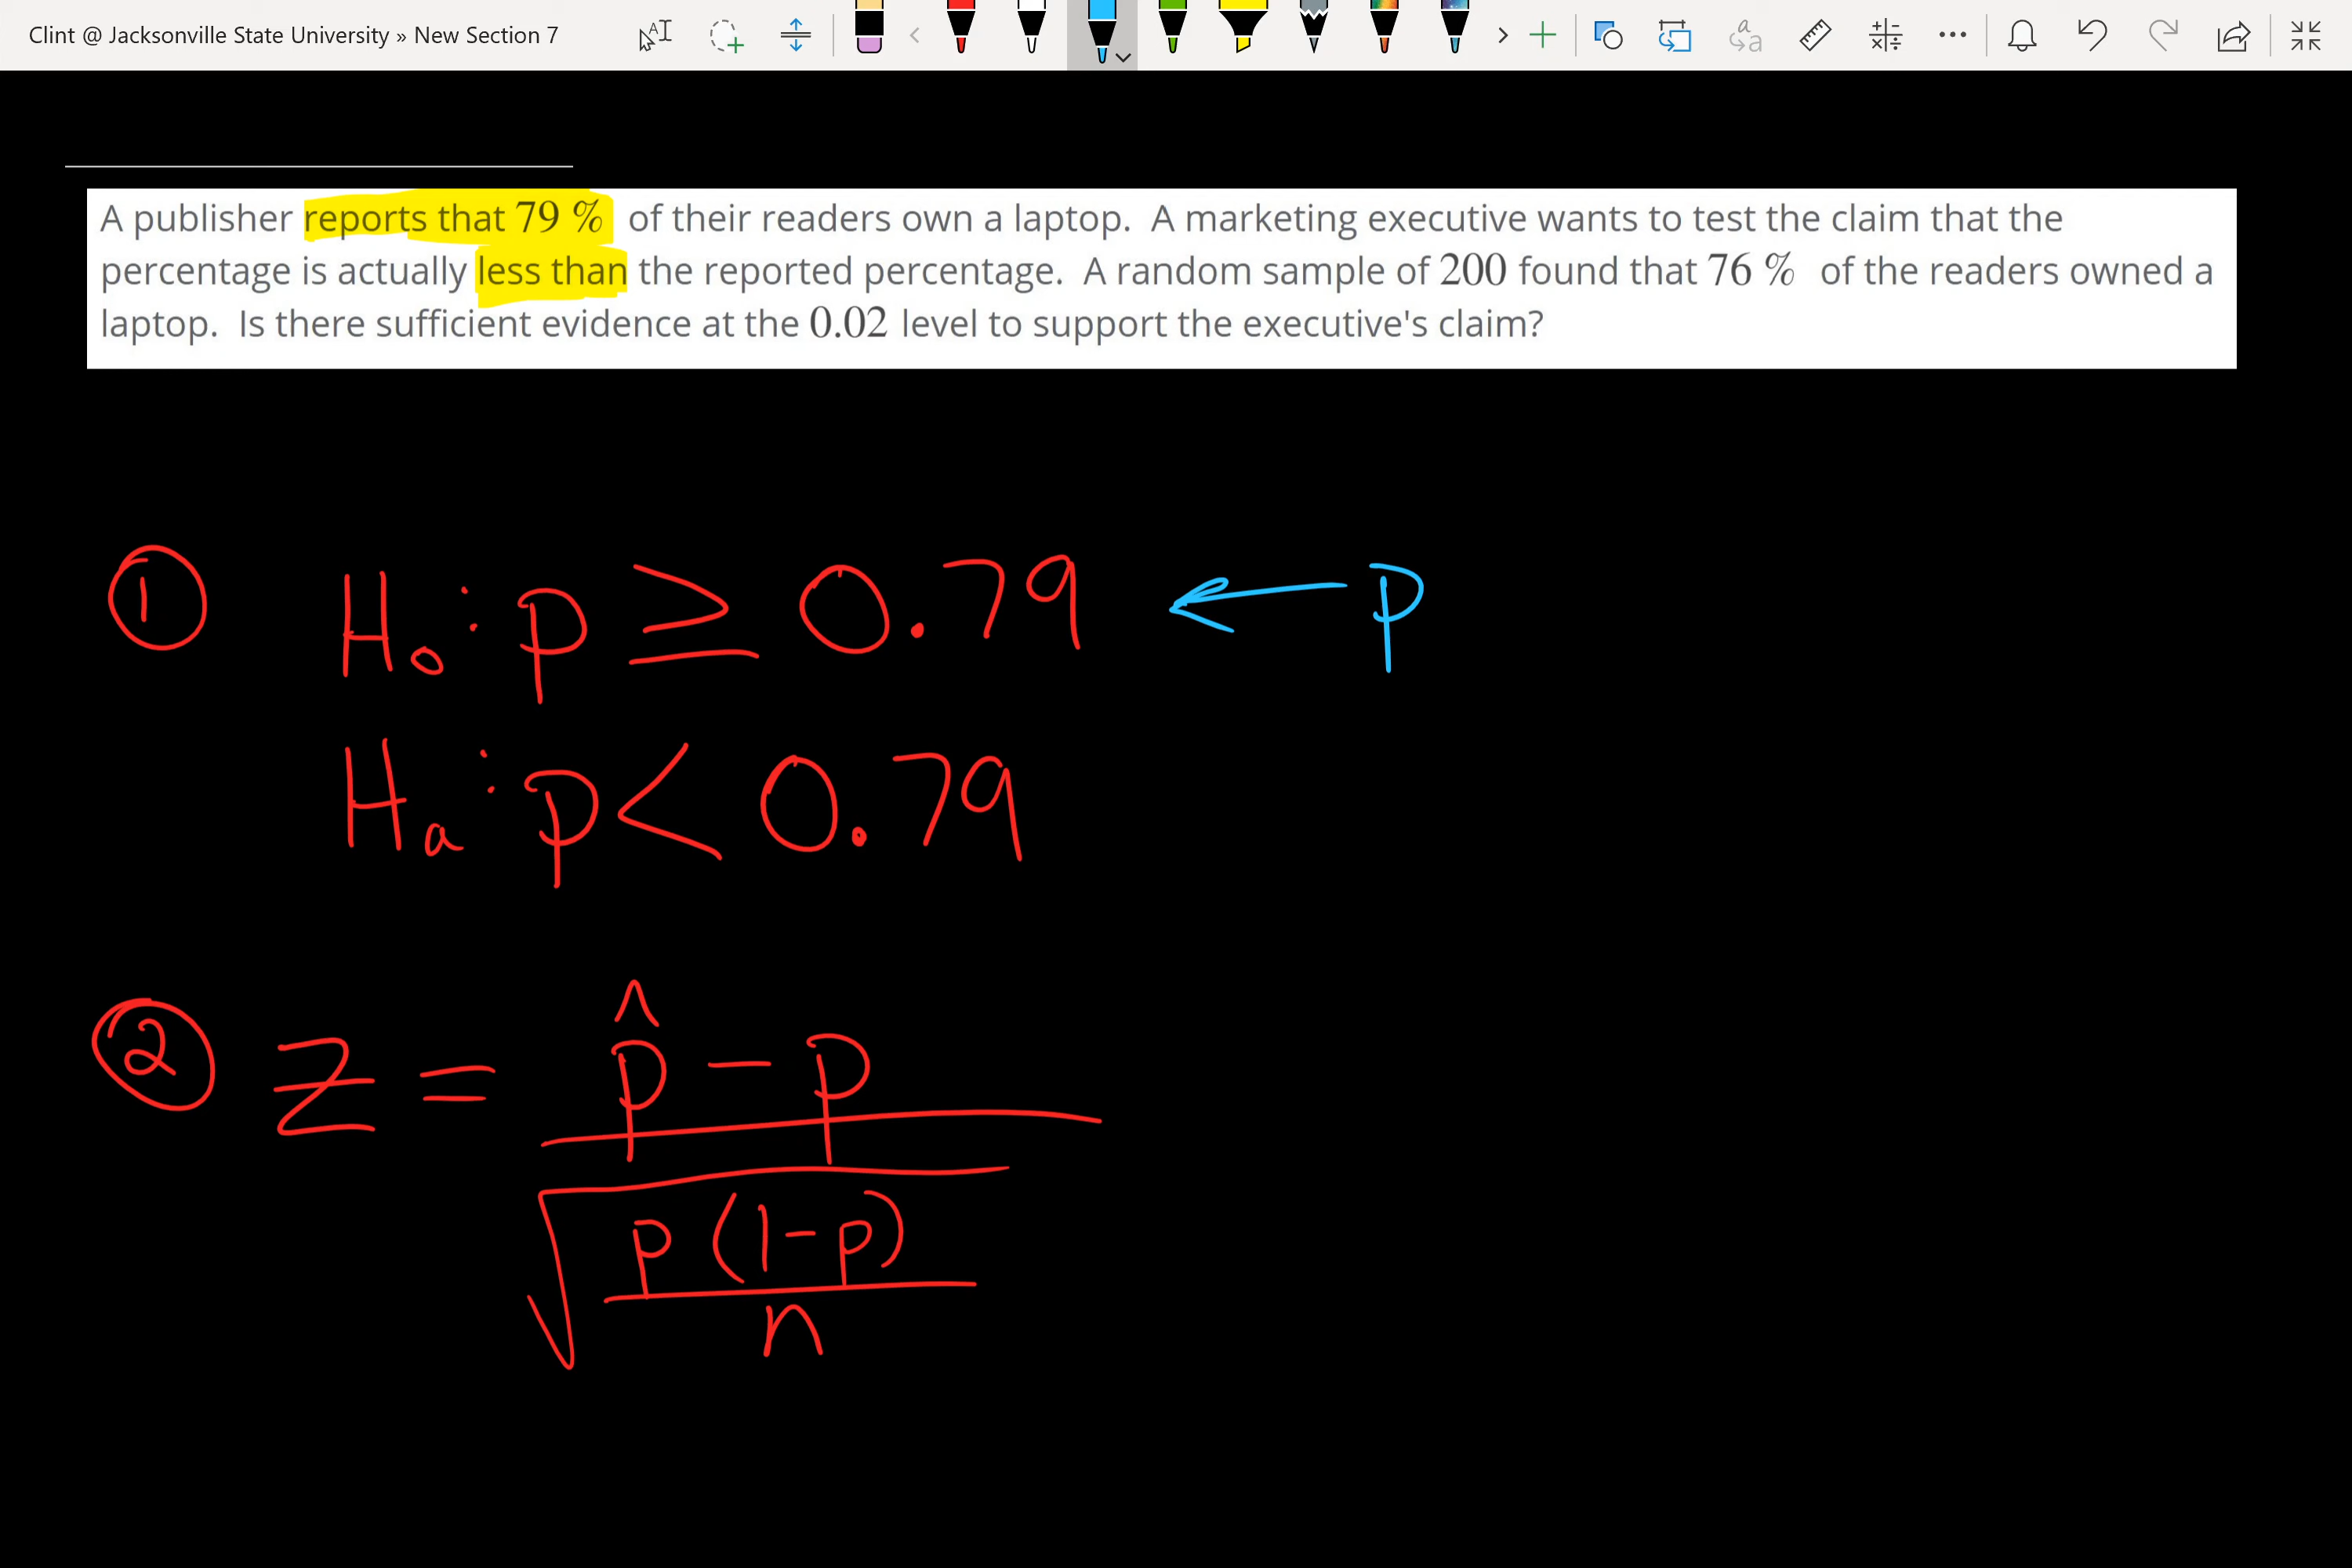 Clint @ Jacksonville State University » New Section 7
A publisher reports that 79 % of their readers own a laptop. A marketing executive wants to test the claim that the
percentage is actually less than the reported percentage. A random sample of 200 found that 76 % of the readers owned a
laptop. Is there sufficient evidence at the 0.02 level to support the executive's claim?
① H₀: p ≥ 0.79 ← p
Hₐ: p < 0.79
② Z = p̂ - p
√ p (1-p)
n